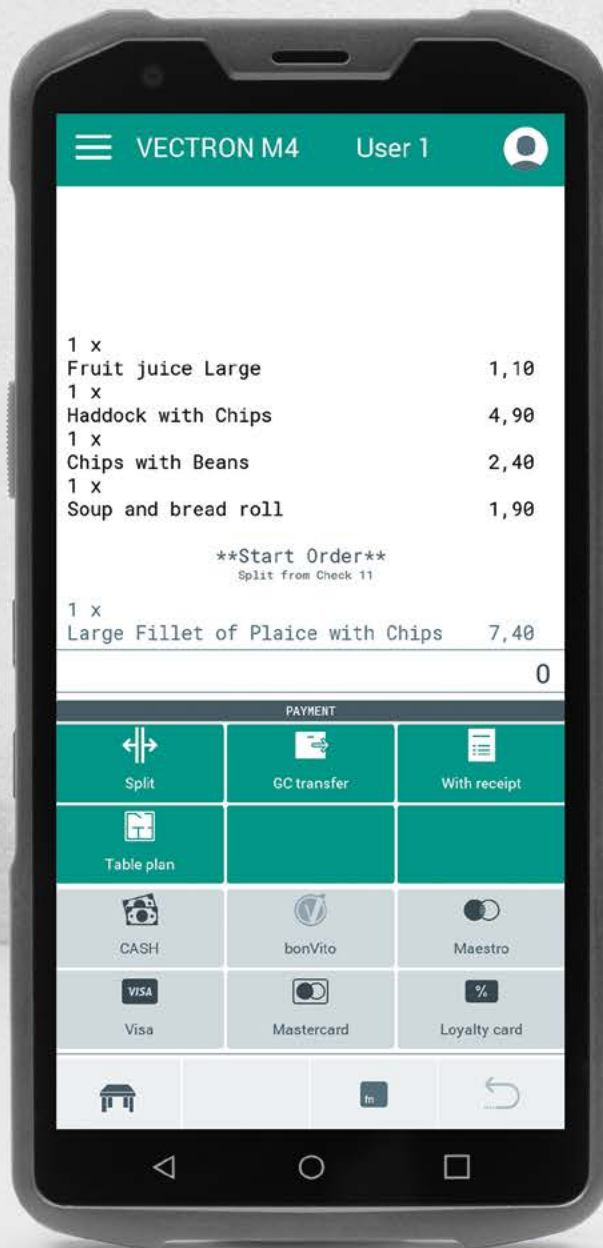 VECTRON M4 User 1
1 x
Fruit juice Large 1,10
1 x
Haddock with Chips 4,90
1 x
Chips with Beans 2,40
1 x
Soup and bread roll 1,90
**Start Order**
Split from Check 11
1 x
Large Fillet of Plaice with Chips 7,40
0
PAYMENT
Split GC transfer With receipt
Table plan
CASH bonVito Maestro
VISA %
Visa Mastercard Loyalty card
fn